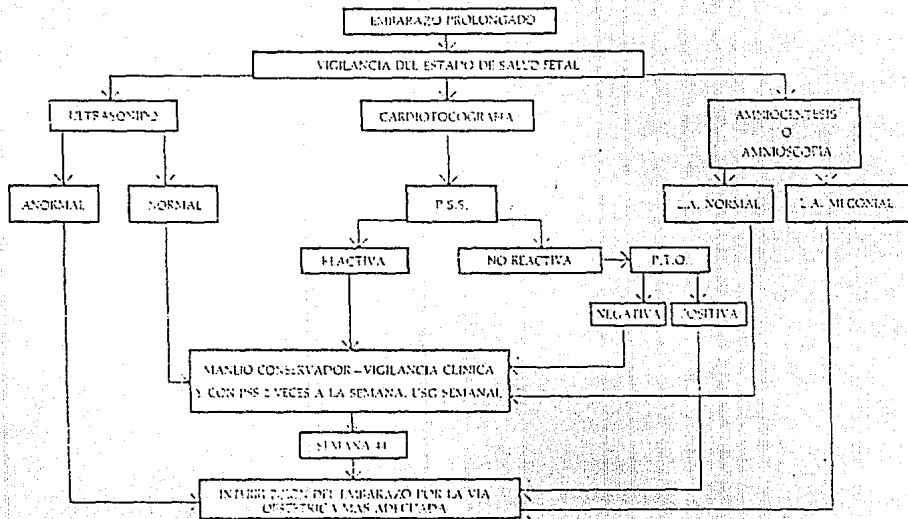 EMBARAZO PROLONGADO
VIGILANCIA DEL ESTADO DE SALUD FETAL
ULTRASONIDO
CARDIOTOCOGRAFIA
AMNIOCENTESIS
O
AMNIOSCOPIA
ANORMAL
NORMAL
P.S.S.
L.A. NORMAL
L.A. MECONIAL
REACTIVA
NO REACTIVA
P.T.O.
NEGATIVA
POSITIVA
MANEJO CONSERVADOR – VIGILANCIA CLINICA
Y CON PSS 2 VECES A LA SEMANA, USG SEMANAL
SEMANA
INTERRUPCION DEL EMBARAZO POR LA VIA
OBSTETRICA MAS ADECUADA